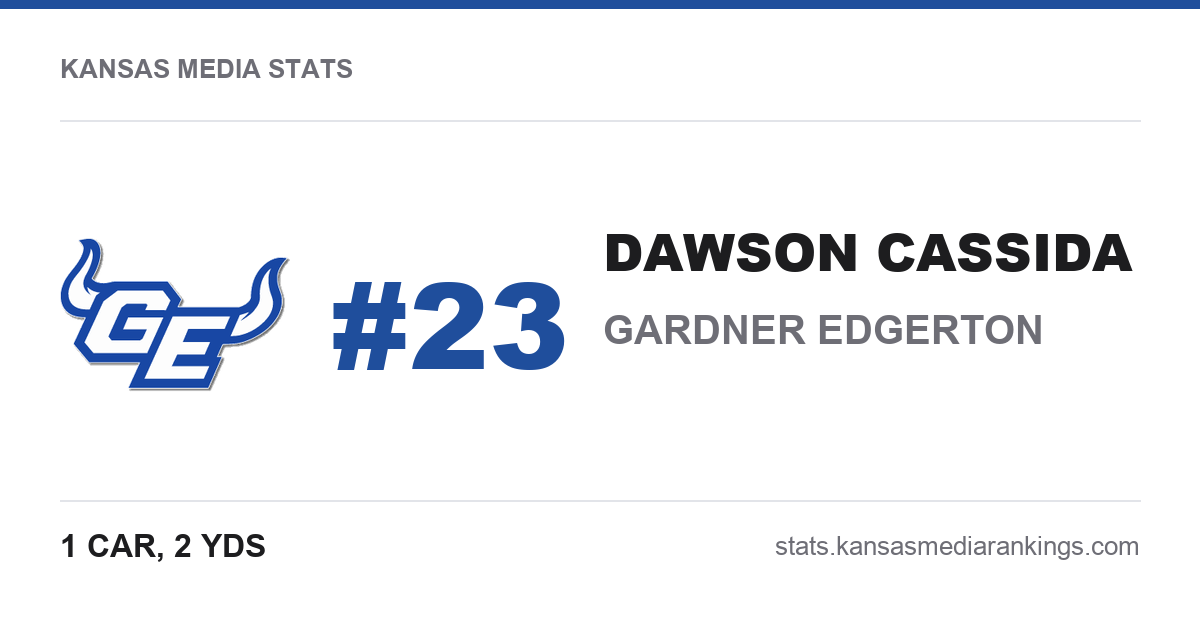 KANSAS MEDIA STATS
GE
#23
DAWSON CASSIDA
GARDNER EDGERTON
1 CAR, 2 YDS
stats.kansasmediarankings.com